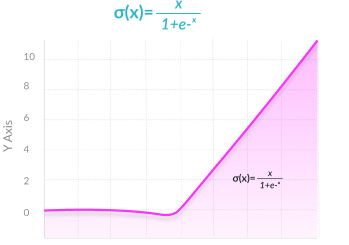 σ(x)= x
1+e-ˣ
10
8
6
4
2
0
Y Axis
σ(x)= x
1+e-ˣ